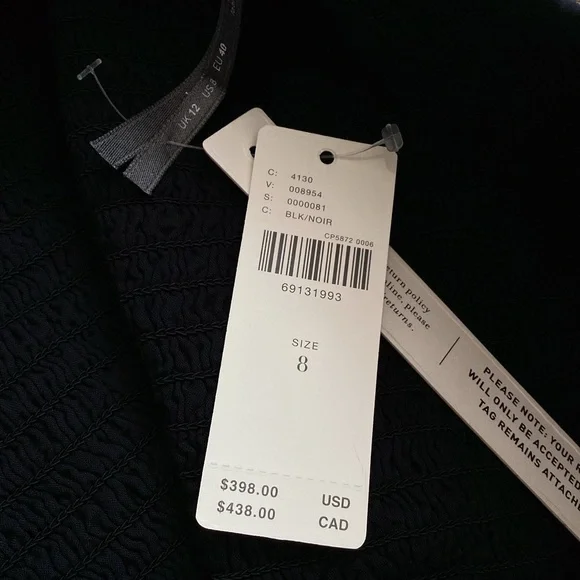 UK 12 US 8 EU 40
C: 4130
V: 008954
S: 0000081
C: BLK/NOIR
CP5872 0006
69131993
SIZE
8
$398.00 USD
$438.00 CAD
return policy
please
returns.
PLEASE NOTE: YOUR
WILL ONLY BE ACCEPTED
TAG REMAINS ATTACHE